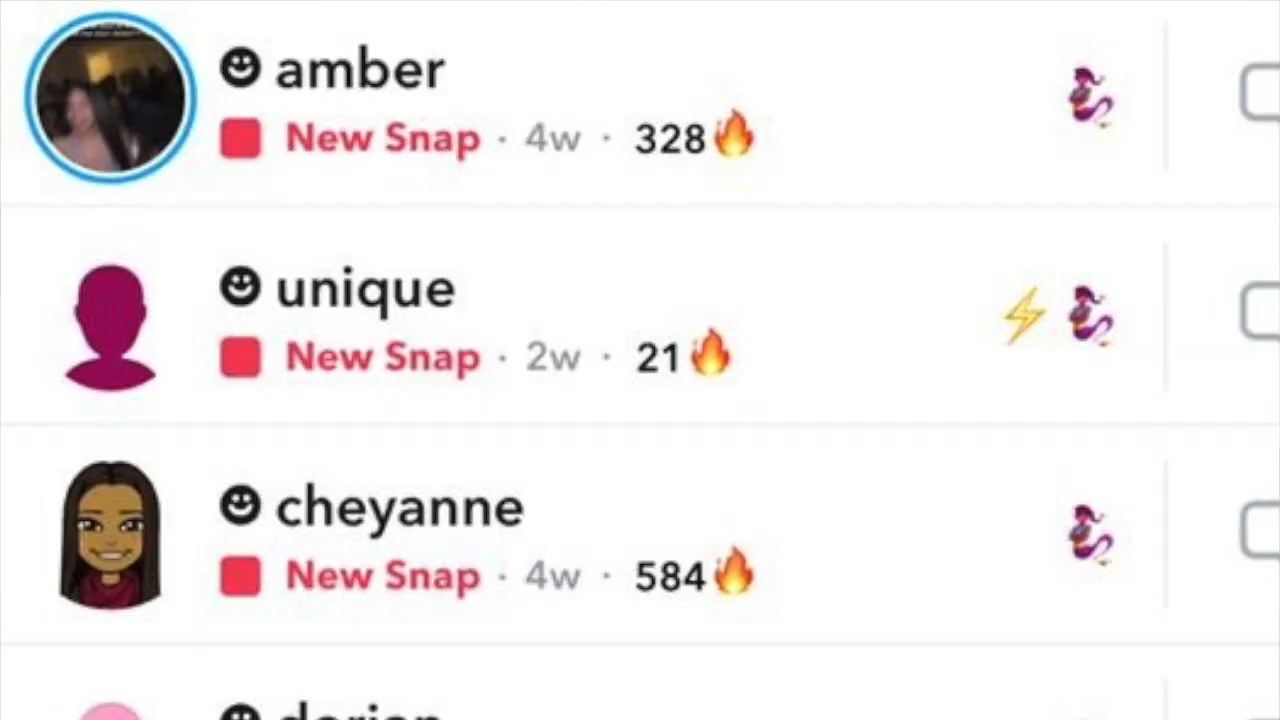 amber
New Snap · 4w · 328🔥
unique
New Snap · 2w · 21🔥
cheyanne
New Snap · 4w · 584🔥